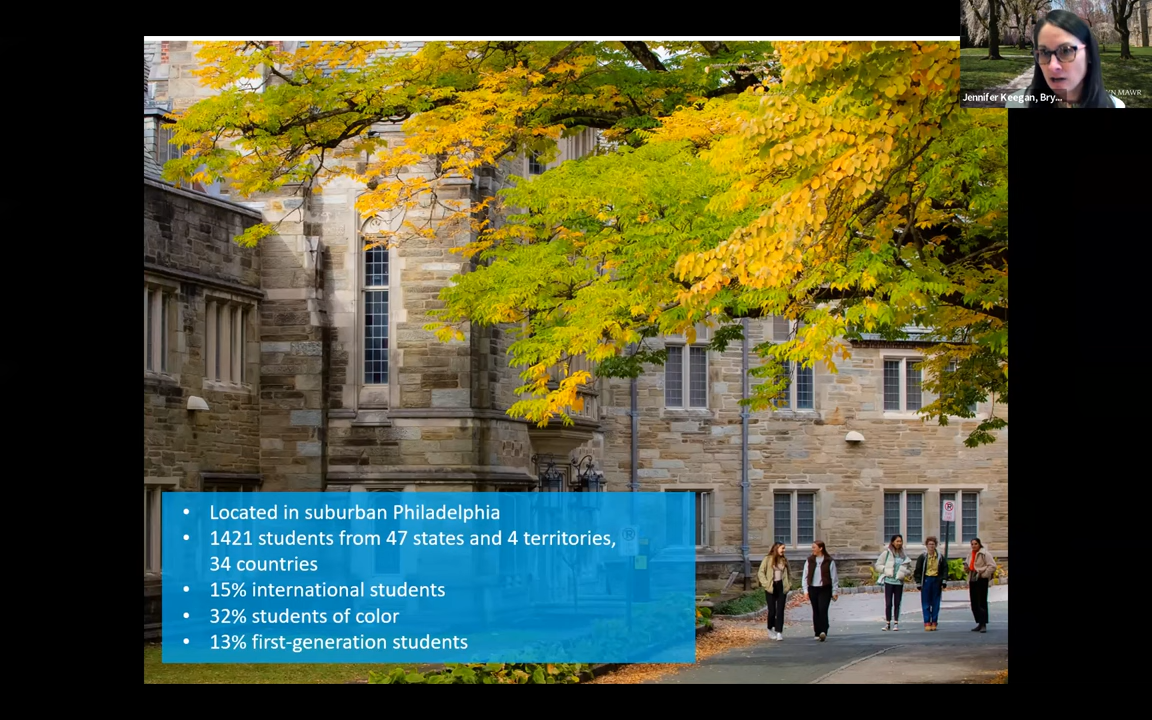 Jennifer Keegan, Bry...
N MAWR
• Located in suburban Philadelphia
• 1421 students from 47 states and 4 territories,
34 countries
• 15% international students
• 32% students of color
• 13% first-generation students